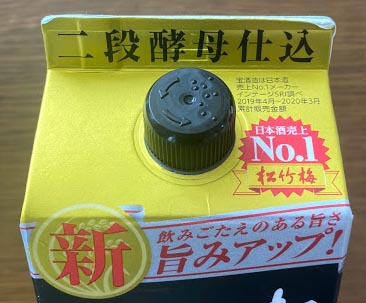 二段酵母仕込
宝酒造は日本酒
売上No.1メーカー
インテージSRI調べ
2019年4月〜2020年3月
累計販売金額
日本酒売上
No.1
松竹梅
新
飲みごたえのある旨さ
旨みアップ!